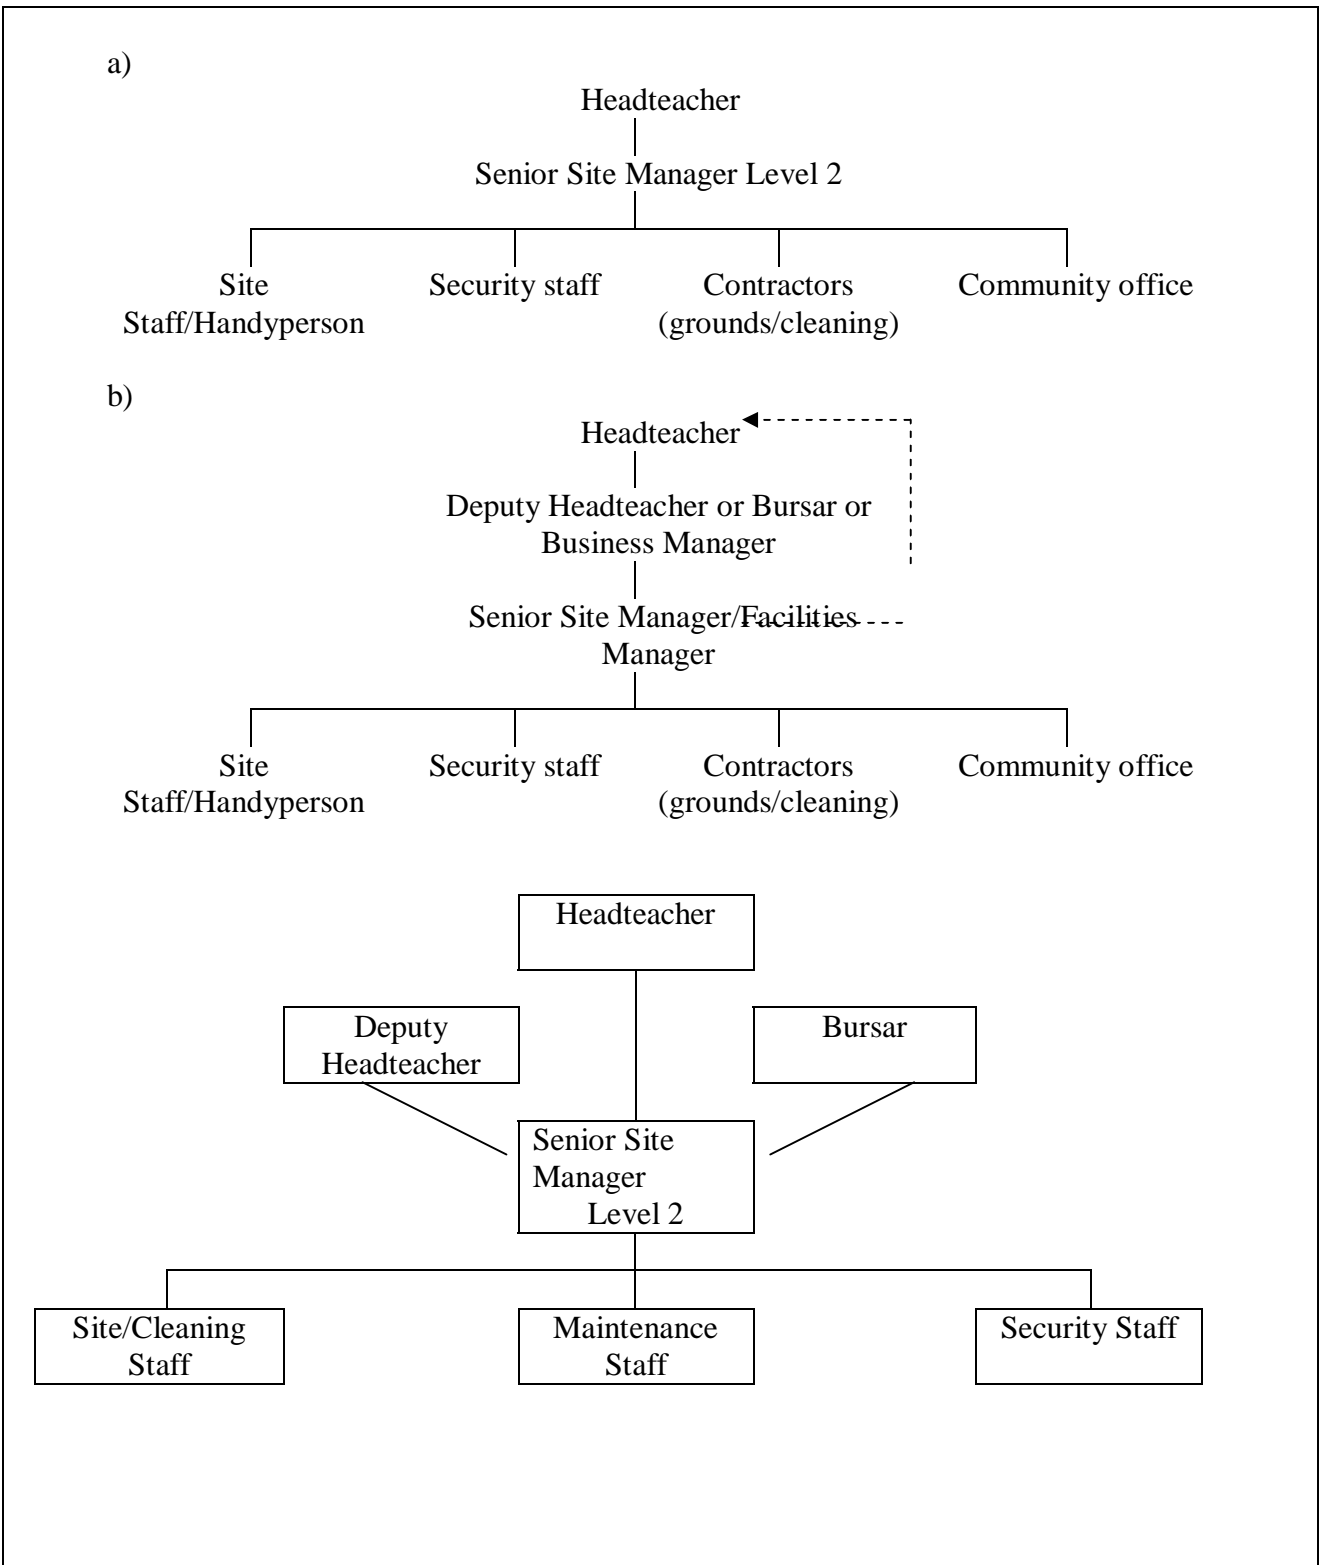 a)
Headteacher
Senior Site Manager Level 2
Site Security staff Contractors Community office
Staff/Handyperson (grounds/cleaning)
b)
Headteacher
Deputy Headteacher or Bursar or
Business Manager
Senior Site Manager/Facilities
Manager
Site Security staff Contractors Community office
Staff/Handyperson (grounds/cleaning)
Headteacher
Deputy
Headteacher
Bursar
Senior Site
Manager
Level 2
Site/Cleaning
Staff
Maintenance
Staff
Security Staff